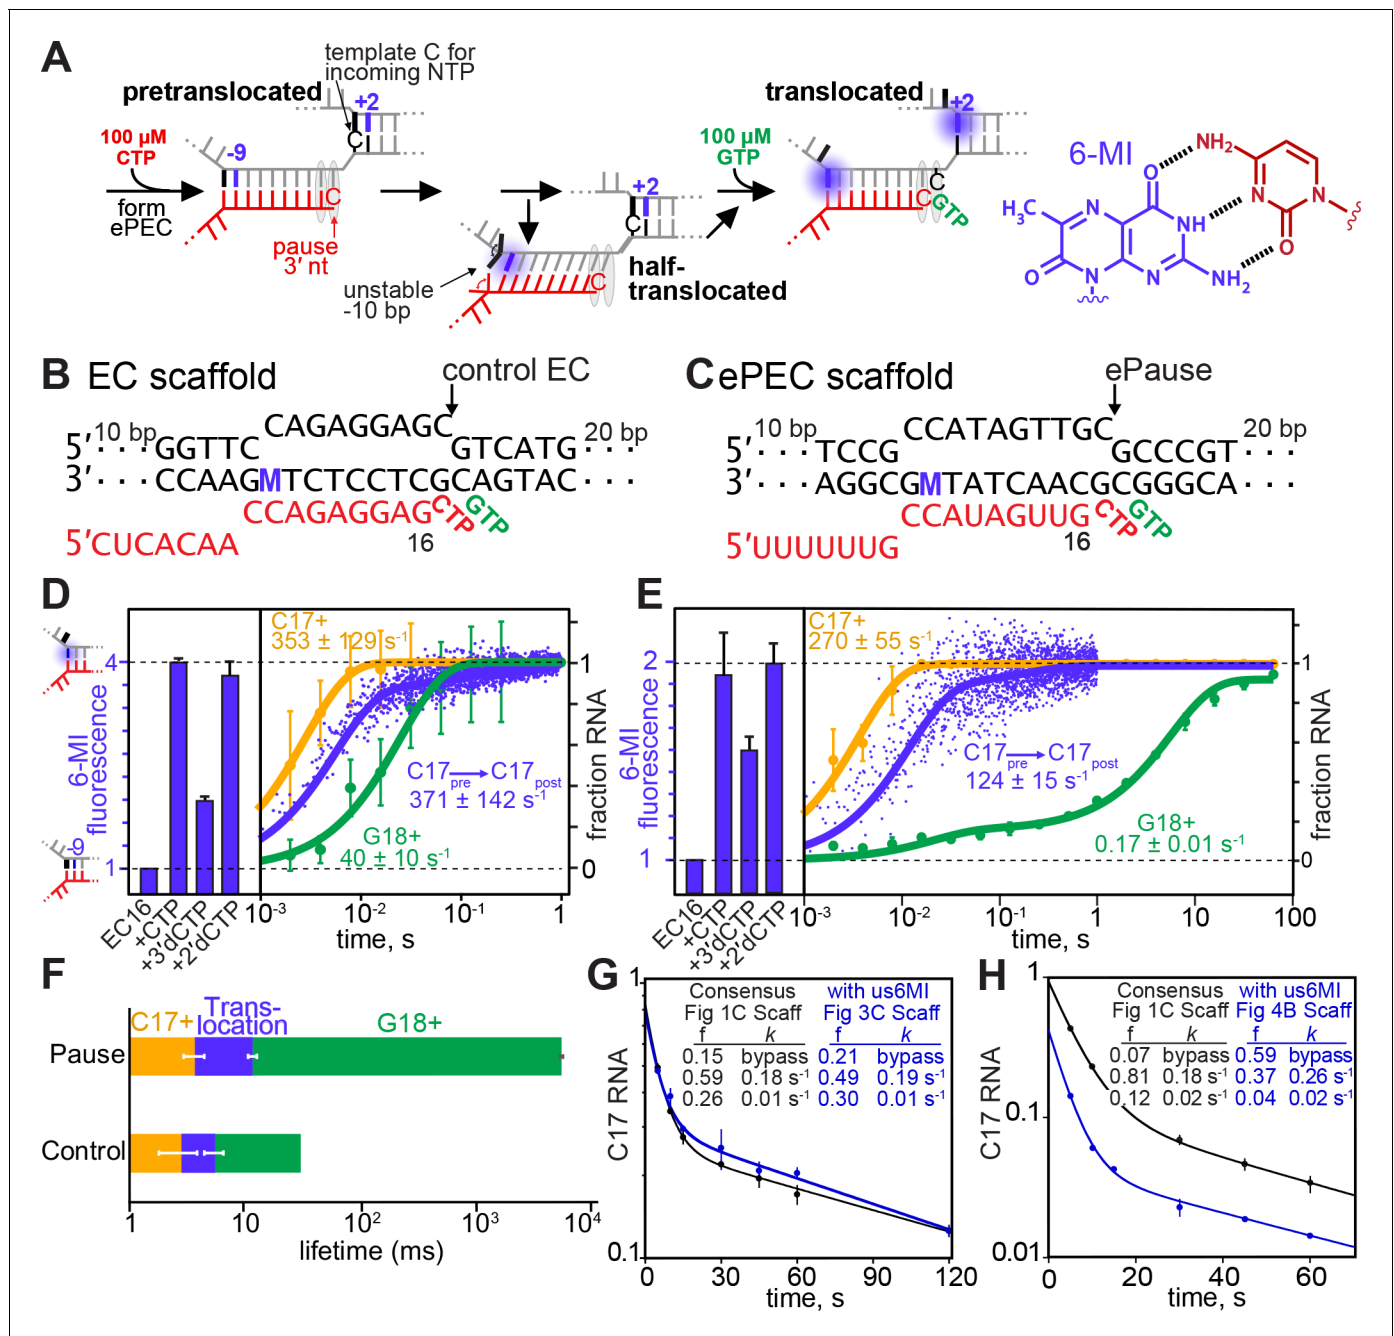 A
template C for
incoming NTP
pretranslocated
+2
translocated
+2
100 µM
CTP
form
ePEC
-9
C
C
pause
3′ nt
100 µM
GTP
C
C
GTP
+2
C
C
unstable
-10 bp
half-
translocated
6-MI
NH2
O
N
NH
N
O
H3C
N
O
N
N
NH2
B EC scaffold
control EC
CAGAGGAGC
5′ 10 bp GGTTC GTCATG 20 bp
3′ CCAAGMTCTCCTCGCAGTAC
CCAGAGGAG CTP GTP
5′CUCACAA
16
C ePEC scaffold
ePause
CCATAGTTGC
5′ 10 bp TCCG GCCCGT 20 bp
3′ AGGCGMTATCAACGCGGGCA
CCAUAGUUG CTP GTP
5′UUUUUUG
16
D
4
1
-9
6-MI
fluorescence
C17+
353 ± 129 s-1
C17pre C17post
371 ± 142 s-1
G18+
40 ± 10 s-1
1
0
fraction RNA
EC16
+CTP
+3′dCTP
+2′dCTP
10-3 10-2 10-1 1
time, s
E
2
1
6-MI
fluorescence
C17+
270 ± 55 s-1
C17pre C17post
124 ± 15 s-1
G18+
0.17 ± 0.01 s-1
1
0
fraction RNA
EC16
+CTP
+3′dCTP
+2′dCTP
10-3 10-2 10-1 1 10 100
time, s
F
C17+ Trans-
location
G18+
Pause
Control
1 10 102 103 104
lifetime (ms)
G
C17 RNA
1
0.1
Consensus with us6MI
Fig 1C Scaff Fig 3C Scaff
f k f k
0.15 bypass 0.21 bypass
0.59 0.18 s-1 0.49 0.19 s-1
0.26 0.01 s-1 0.30 0.01 s-1
0 30 60 90 120
time, s
H
C17 RNA
1
0.1
0.01
Consensus with us6MI
Fig 1C Scaff Fig 4B Scaff
f k f k
0.07 bypass 0.59 bypass
0.81 0.18 s-1 0.37 0.26 s-1
0.12 0.02 s-1 0.04 0.02 s-1
0 20 40 60
time, s